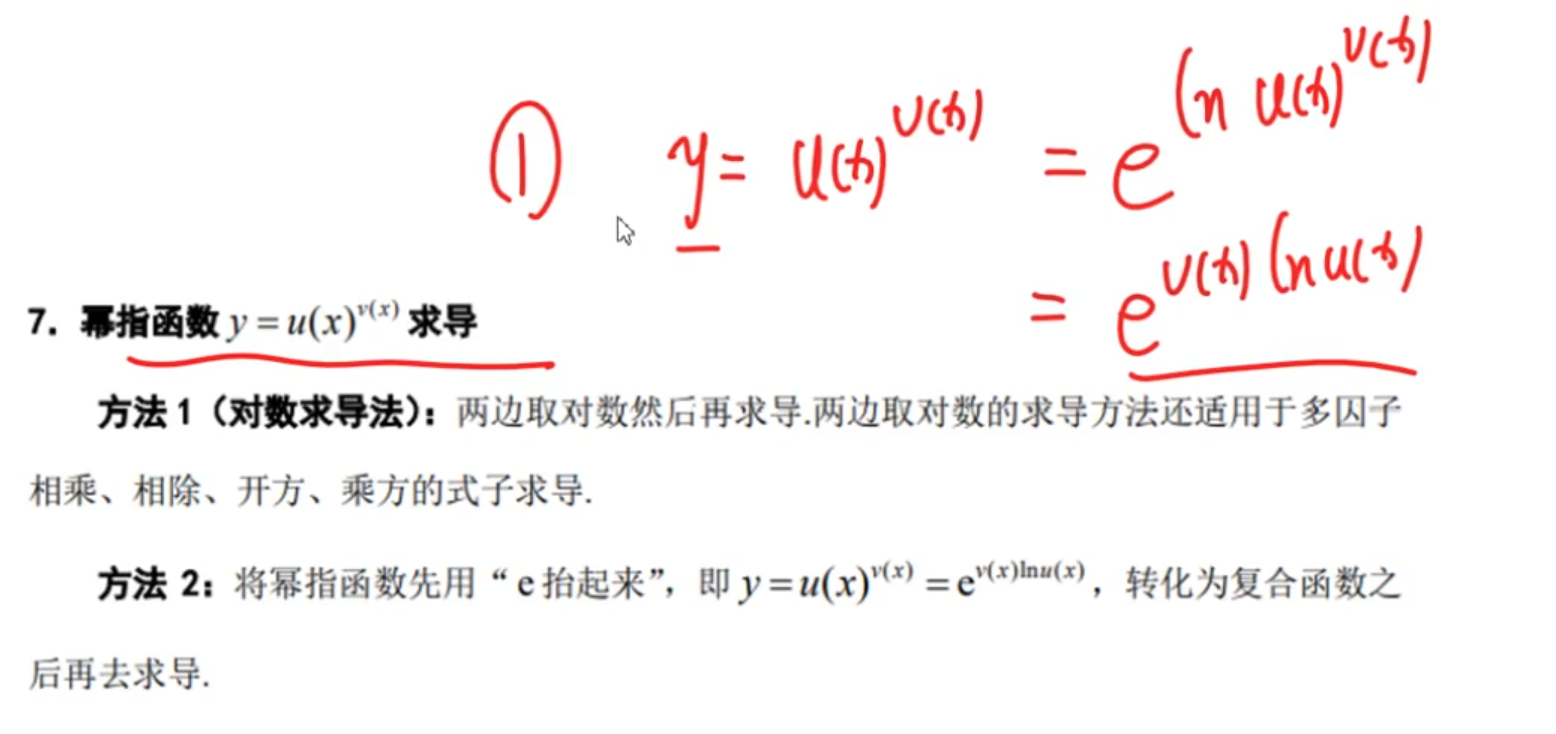 ① y = u(x)^v(x) = e^ln u(x)^v(x)
= e^v(x) ln u(x)
7. 幂指函数 y = u(x)^v(x) 求导
方法 1（对数求导法）：两边取对数然后再求导.两边取对数的求导方法还适用于多因子
相乘、相除、开方、乘方的式子求导.
方法 2：将幂指函数先用“e 抬起来”，即 y = u(x)^v(x) = e^v(x)lnu(x)，转化为复合函数之
后再去求导.